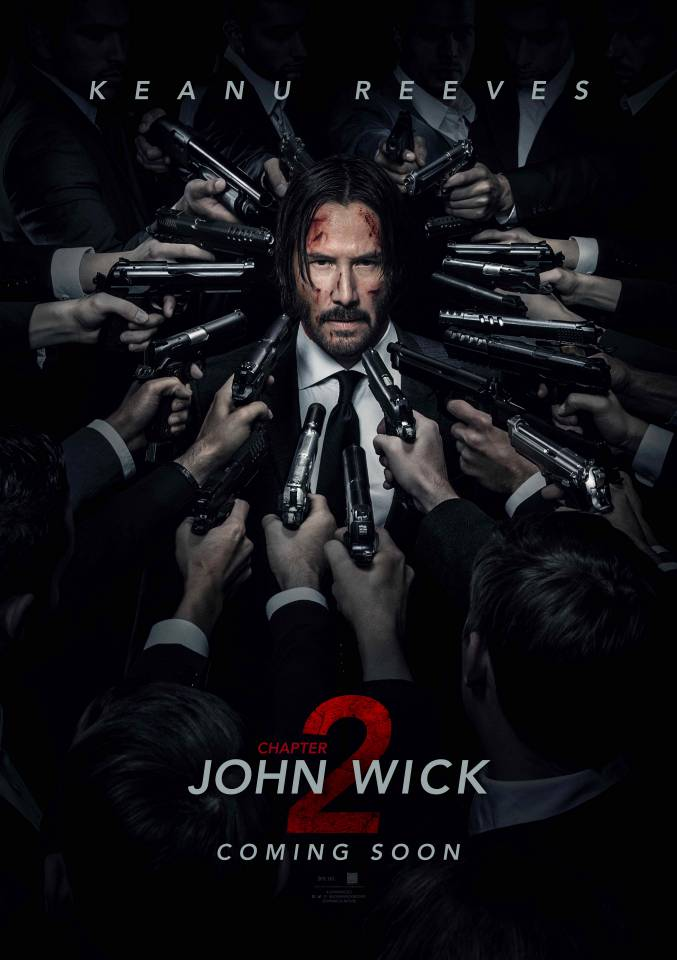 KEANU REEVES
CHAPTER
2
JOHN WICK
COMING SOON